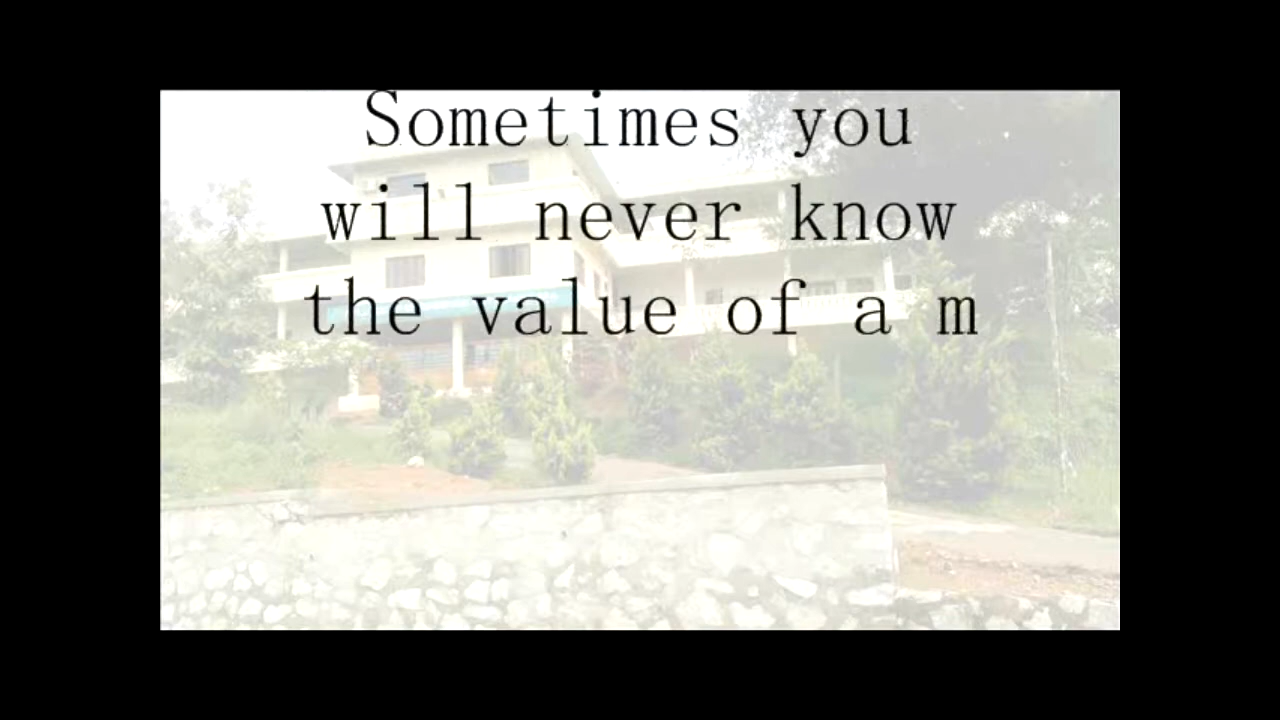 Sometimes you
will never know
the value of a m